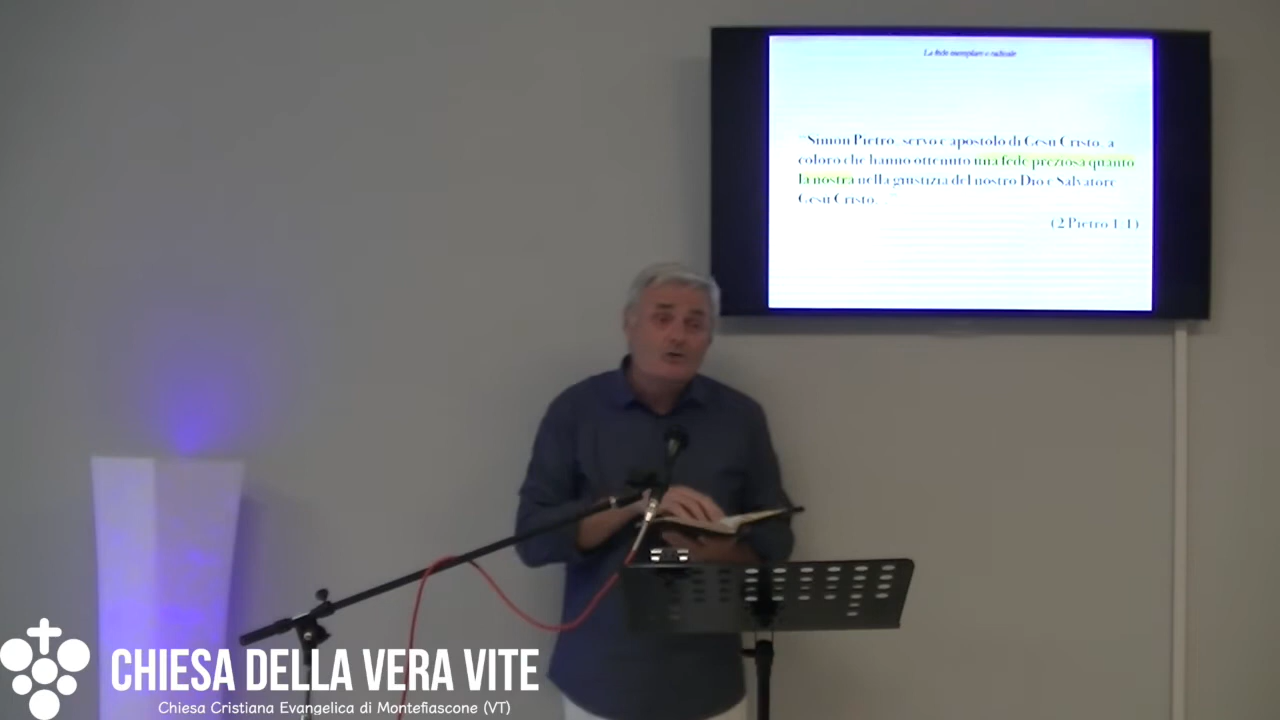 La fede esemplare e radicale
"Simon Pietro, servo e apostolo di Gesù Cristo, a
coloro che hanno ottenuto una fede preziosa quanto
la nostra nella giustizia del nostro Dio e Salvatore
Gesù Cristo..."
(2 Pietro 1:1)
CHIESA DELLA VERA VITE
Chiesa Cristiana Evangelica di Montefiascone (VT)